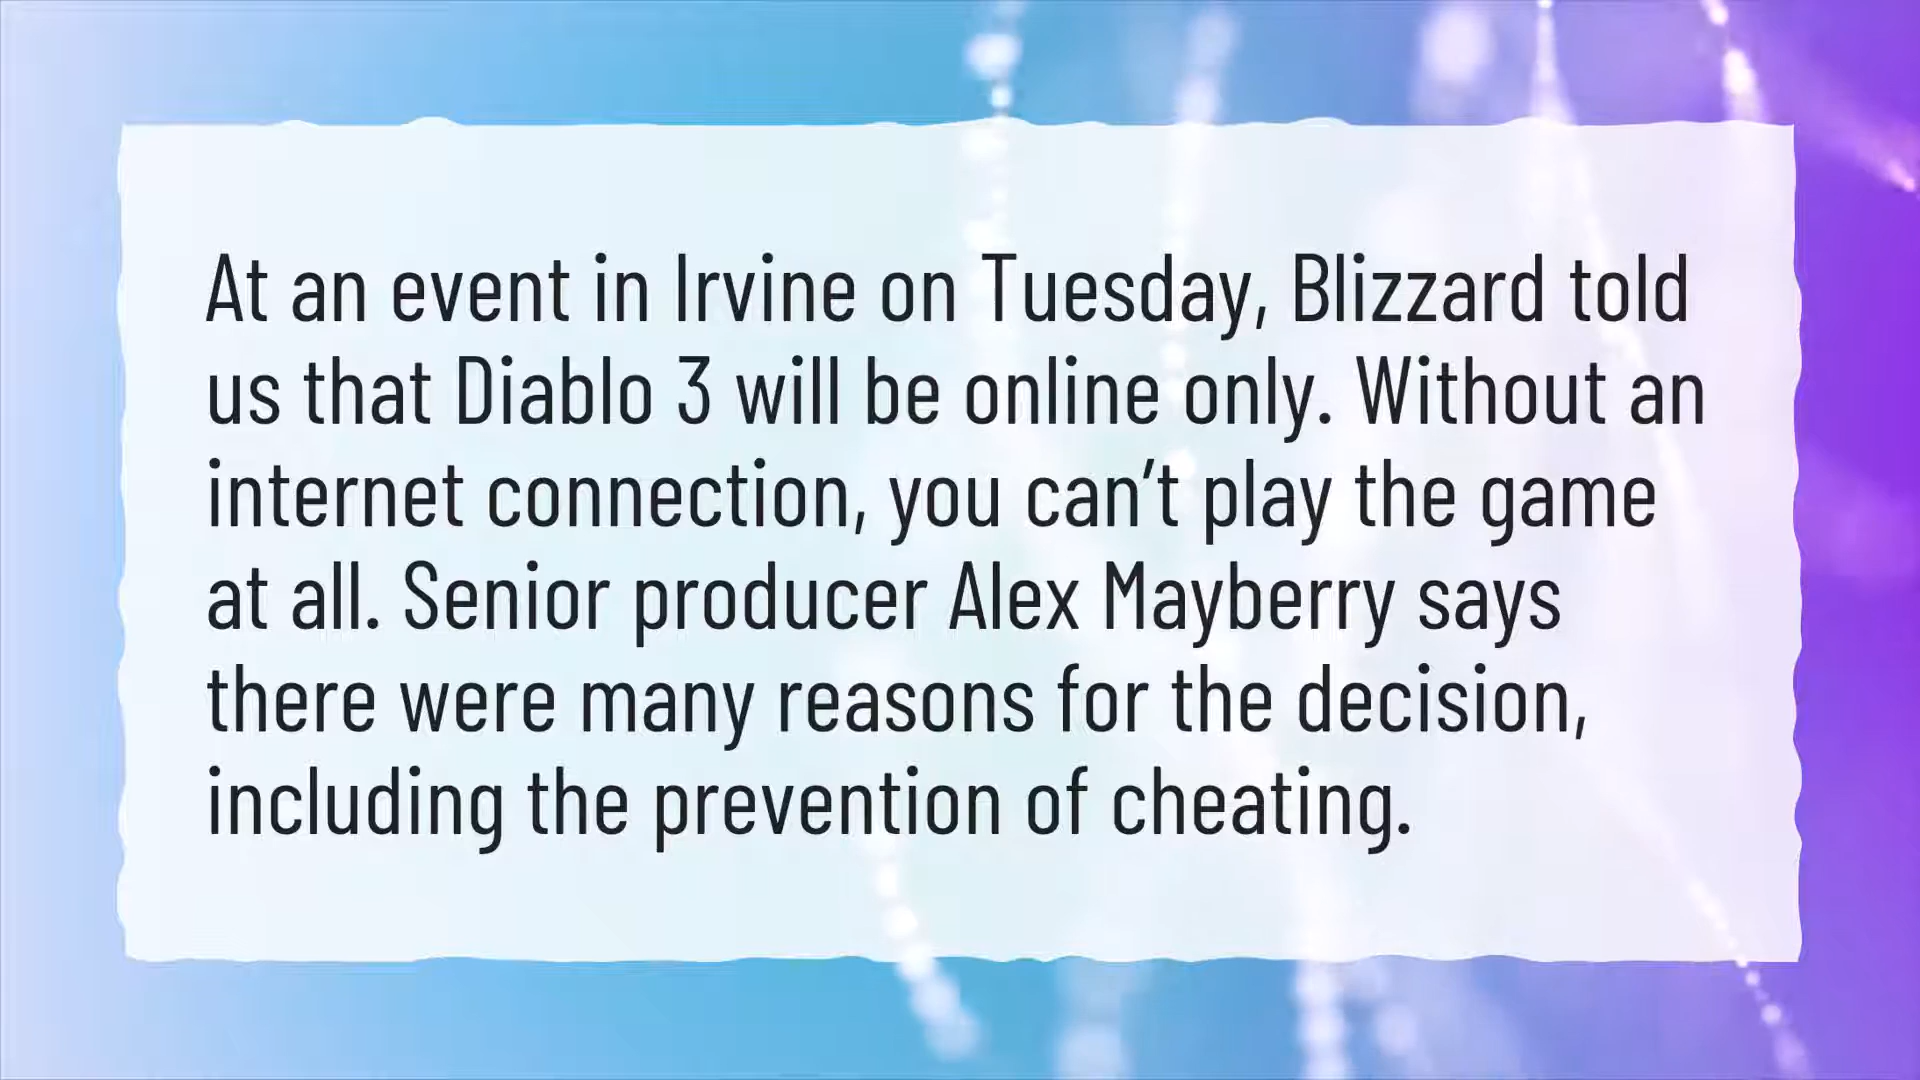 At an event in Irvine on Tuesday, Blizzard told
us that Diablo 3 will be online only. Without an
internet connection, you can’t play the game
at all. Senior producer Alex Mayberry says
there were many reasons for the decision,
including the prevention of cheating.